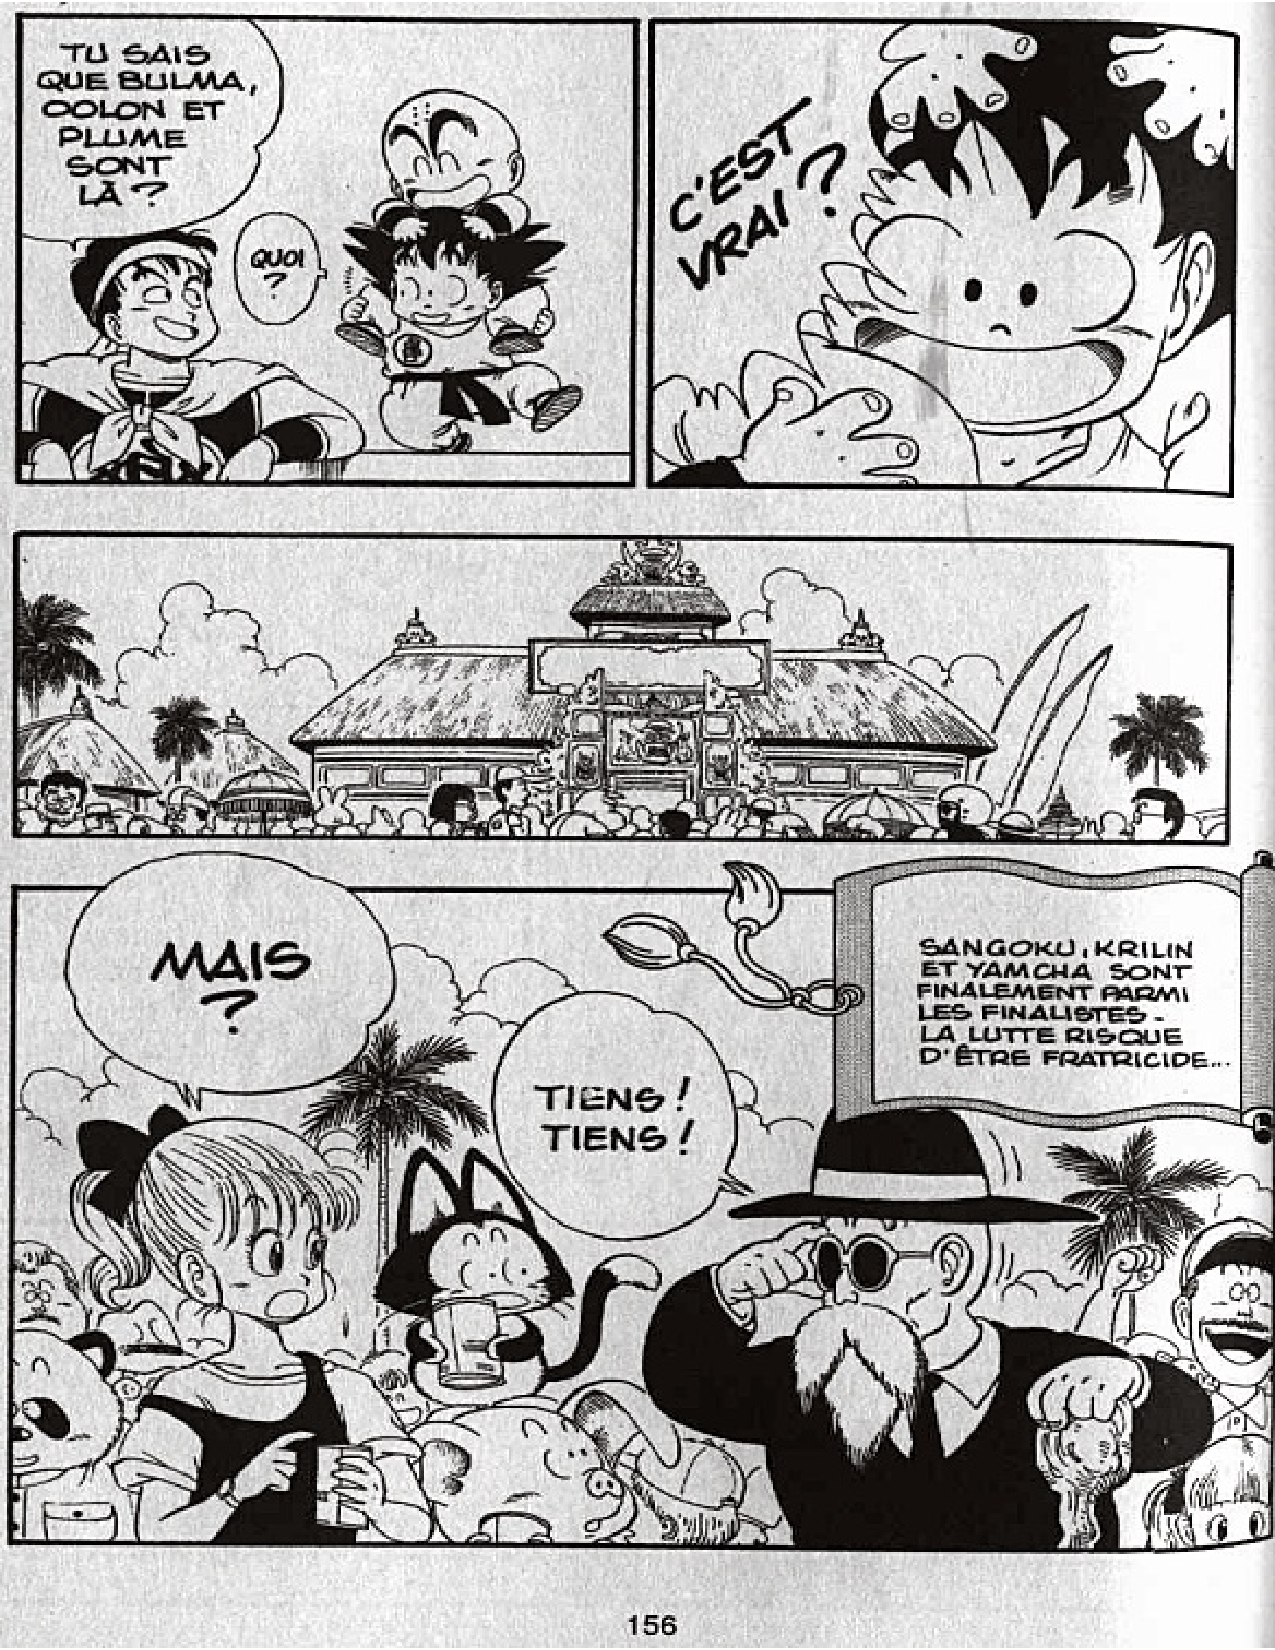 TU SAIS
QUE BULMA,
OOLON ET
PLUME
SONT
LÀ ?
QUOI
?
C'EST
VRAI ?
MAIS
?
TIENS !
TIENS !
SANGOKU, KRILIN
ET YAMCHA SONT
FINALEMENT PARMI
LES FINALISTES -
LA LUTTE RISQUE
D'ÊTRE FRATRICIDE...
156